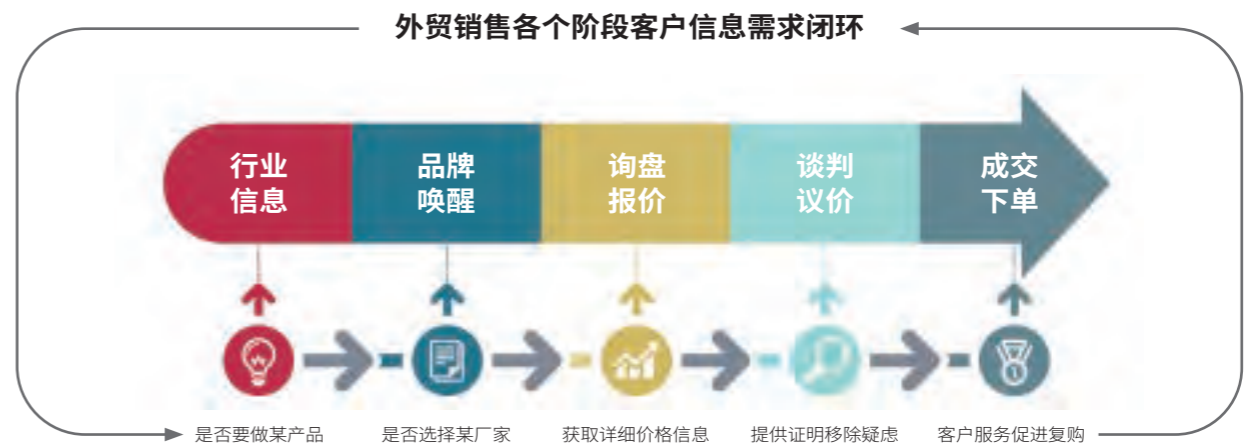 外贸销售各个阶段客户信息需求闭环
行业
信息
品牌
唤醒
询盘
报价
谈判
议价
成交
下单
是否要做某产品
是否选择某厂家
获取详细价格信息
提供证明移除疑虑
客户服务促进复购